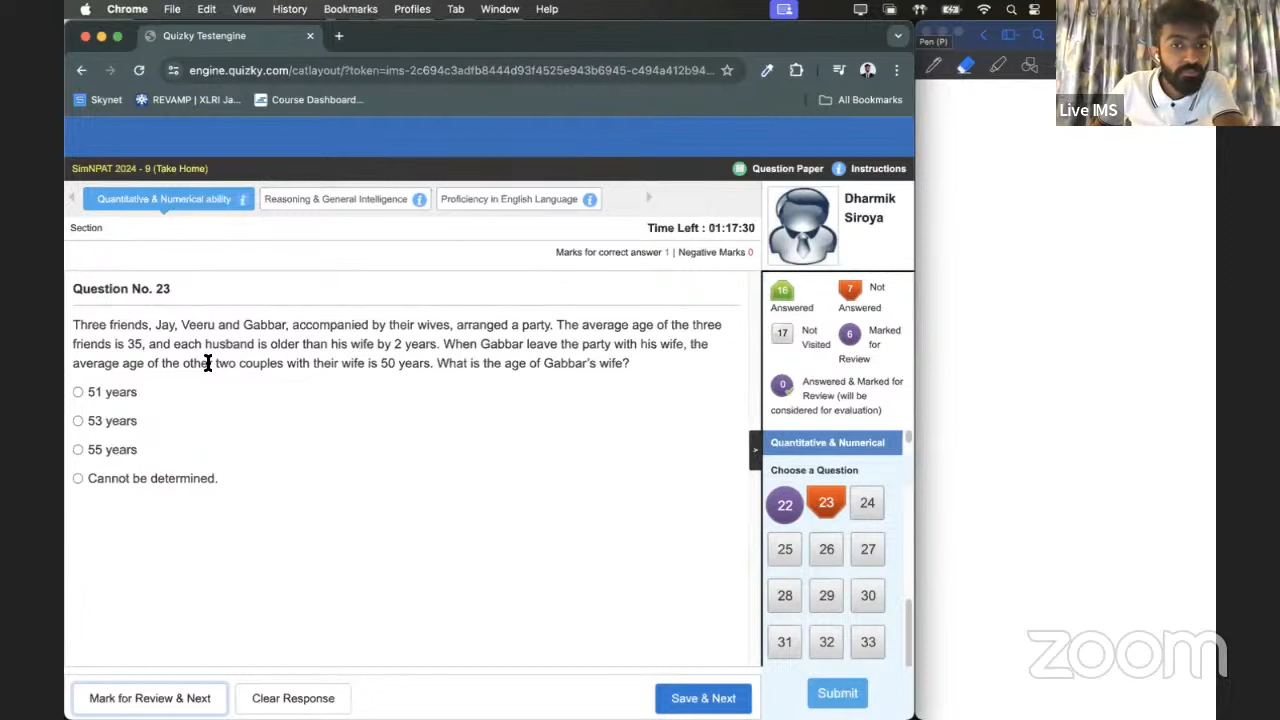 Chrome File Edit View History Bookmarks Profiles Tab Window Help
Quizky Testengine
Pen (P)
engine.quizky.com/catlayout/?token=ims-2c694c3adfb8444d93f4525e943b6945-c494a412b94...
Skynet REVAMP | XLRI Ja... Course Dashboard... All Bookmarks
Live IMS
SimNPAT 2024 - 9 (Take Home) Question Paper Instructions
Quantitative & Numerical ability Reasoning & General Intelligence Proficiency in English Language
Dharmik Siroya
Section Time Left : 01:17:30
Marks for correct answer 1 | Negative Marks 0
Question No. 23
Three friends, Jay, Veeru and Gabbar, accompanied by their wives, arranged a party. The average age of the three
friends is 35, and each husband is older than his wife by 2 years. When Gabbar leave the party with his wife, the
average age of the other two couples with their wife is 50 years. What is the age of Gabbar's wife?
51 years
53 years
55 years
Cannot be determined.
16 Answered
7 Not Answered
17 Not Visited
6 Marked for Review
0 Answered & Marked for Review (will be considered for evaluation)
Quantitative & Numerical
Choose a Question
22 23 24
25 26 27
28 29 30
31 32 33
Mark for Review & Next Clear Response Save & Next Submit
zoom